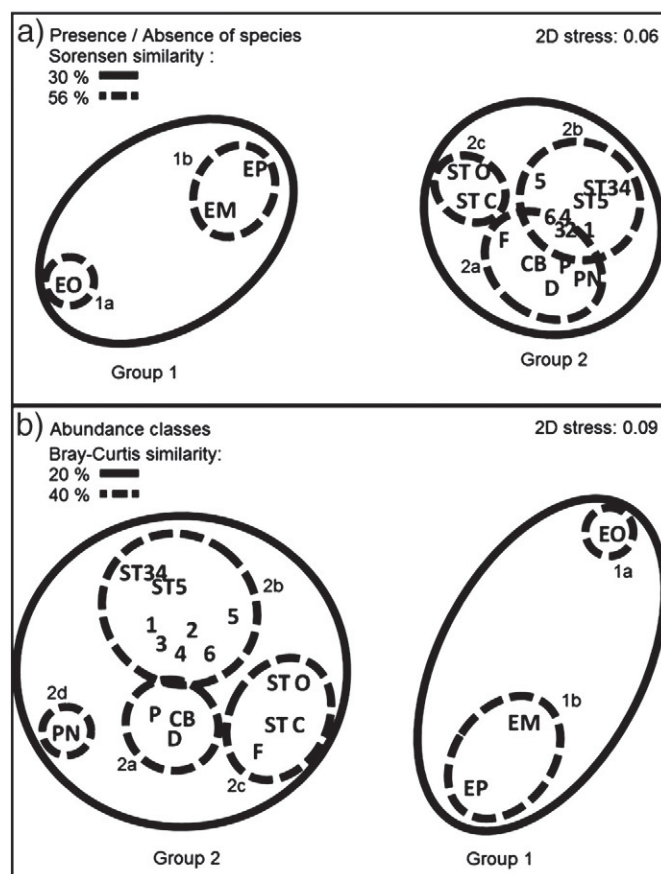 a) Presence / Absence of species
2D stress: 0.06
Sorensen similarity :
30 %
56 %
1b
EP
EM
EO
1a
Group 1
2c
2b
ST O
5
ST34
ST C
ST5
6 4
F
32 1
2a
CB
P
PN
D
Group 2
b) Abundance classes
2D stress: 0.09
Bray-Curtis similarity:
20 %
40 %
ST34
2b
ST5
5
1
2
3
4
6
2d
PN
P
CB
D
2a
ST O
ST C
F
2c
Group 2
EO
1a
1b
EM
EP
Group 1